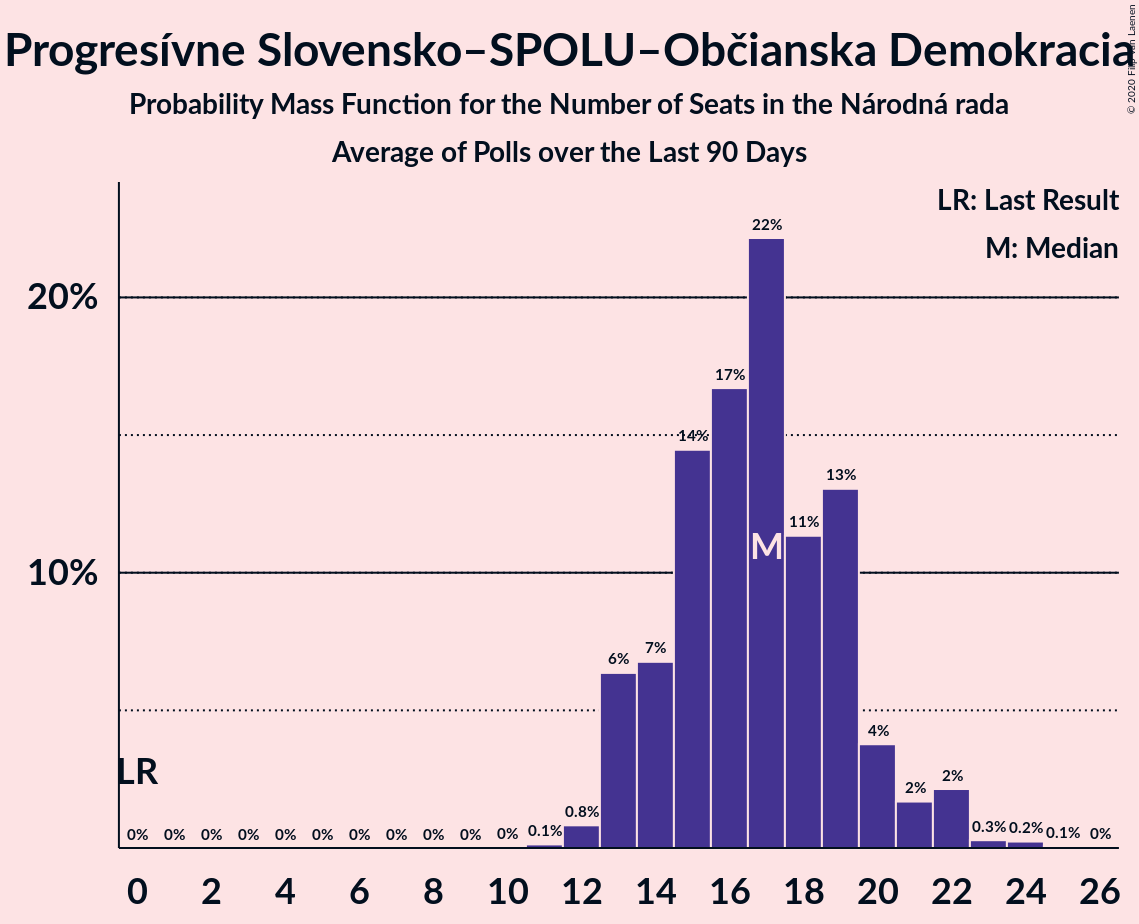 Progresívne Slovensko–SPOLU–Občianska Demokracia
Probability Mass Function for the Number of Seats in the Národná rada
Average of Polls over the Last 90 Days
© 2020 Filip van Laenen
LR: Last Result
M: Median
20%
10%
0% 0% 0% 0% 0% 0% 0% 0% 0% 0% 0% 0.1% 0.8% 6% 7% 14% 17% 22% 11% 13% 4% 2% 2% 0.3% 0.2% 0.1% 0%
M
LR
0 2 4 6 8 10 12 14 16 18 20 22 24 26